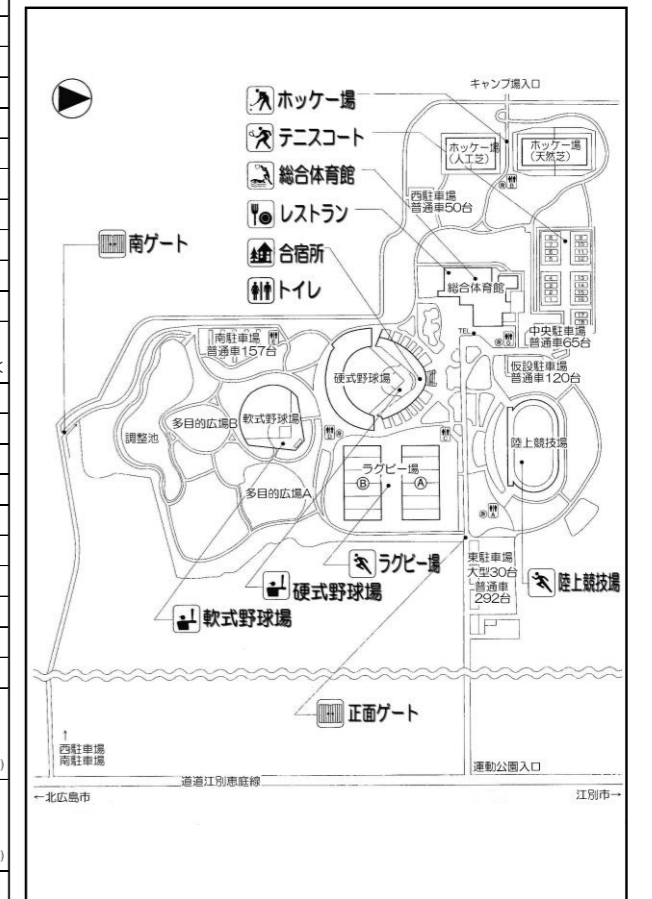 キャンプ場入口
ホッケー場
テニスコート
総合体育館
レストラン
合宿所
トイレ
ホッケー場
(人工芝)
ホッケー場
(天然芝)
西駐車場
普通車50台
南ゲート
総合体育館
TEL
中央駐車場
普通車65台
仮設駐車場
普通車120台
南駐車場
普通車157台
硬式野球場
多目的広場B
軟式野球場
調整池
陸上競技場
ラグビー場
B
A
多目的広場A
ラグビー場
東駐車場
大型30台
普通車
292台
陸上競技場
硬式野球場
軟式野球場
正面ゲート
↑
西駐車場
南駐車場
運動公園入口
道道江別恵庭線
←北広島市
江別市→